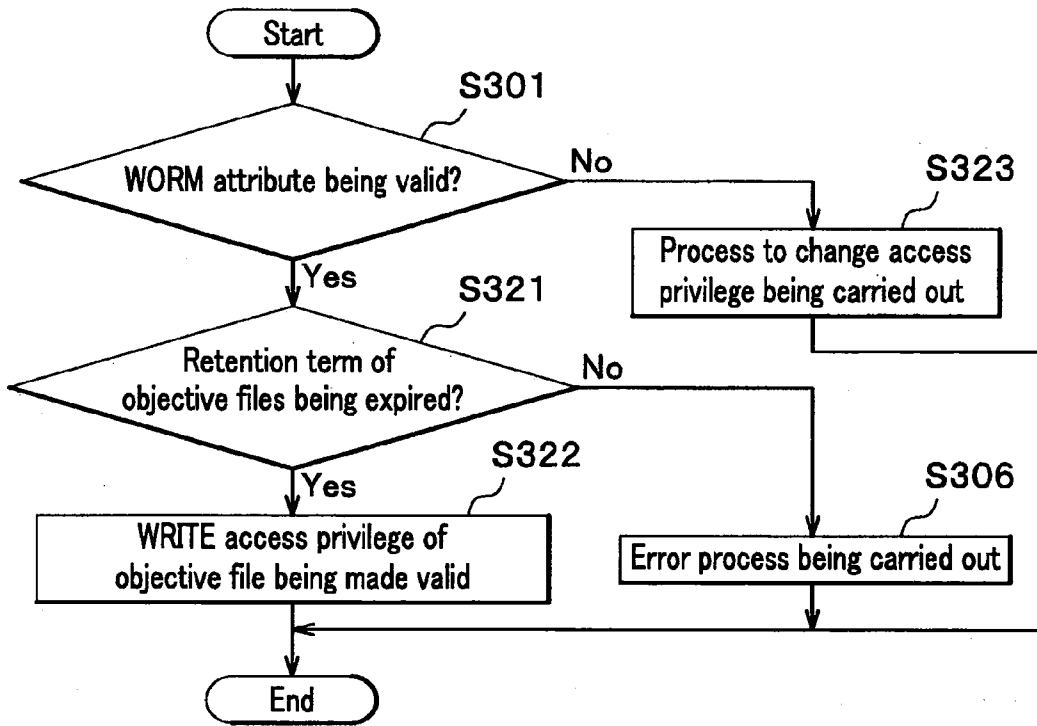 Start
S301
WORM attribute being valid?
No
S323
Process to change access
privilege being carried out
Yes
S321
Retention term of
objective files being expired?
No
S322
Yes
S306
WRITE access privilege of
objective file being made valid
Error process being carried out
End